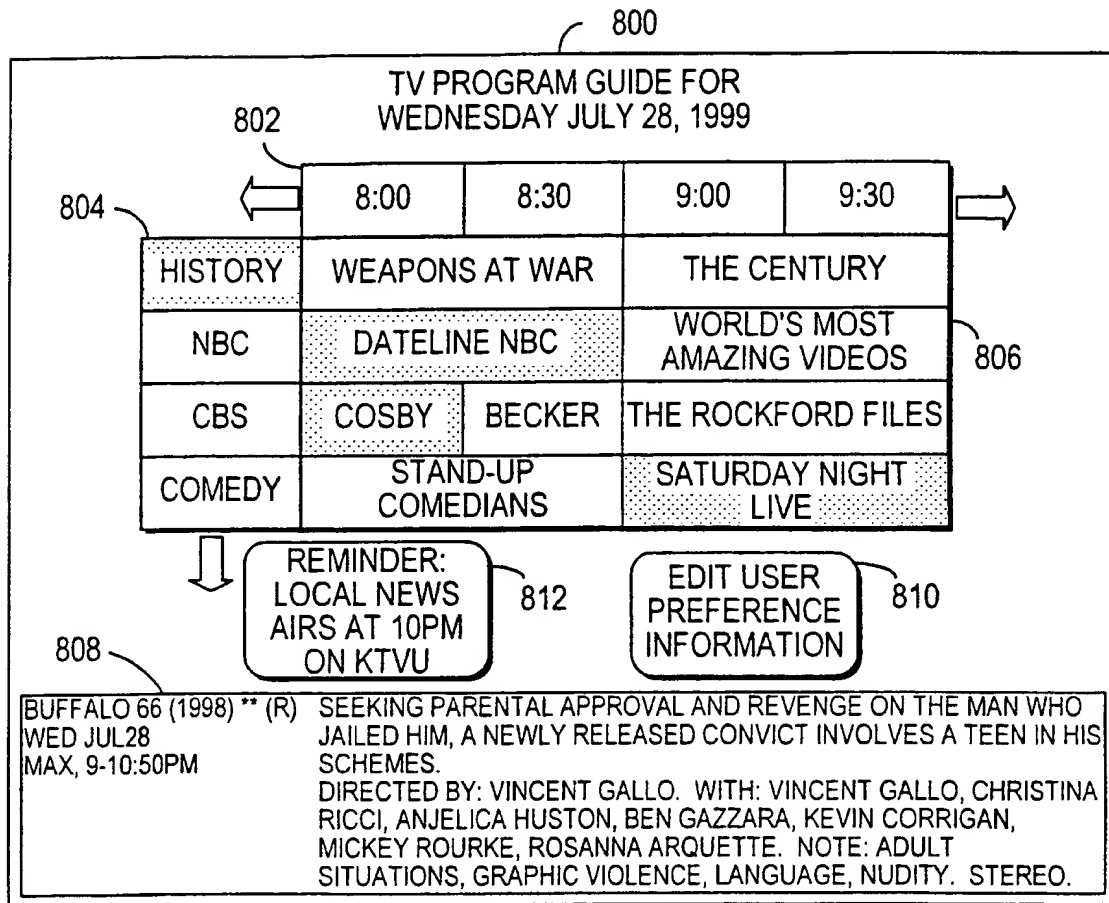 800
TV PROGRAM GUIDE FOR
WEDNESDAY JULY 28, 1999
802
8:00 8:30 9:00 9:30
804
HISTORY WEAPONS AT WAR THE CENTURY
NBC DATELINE NBC WORLD'S MOST
AMAZING VIDEOS
806
CBS COSBY BECKER THE ROCKFORD FILES
COMEDY STAND-UP
COMEDIANS
SATURDAY NIGHT
LIVE
REMINDER:
LOCAL NEWS
AIRS AT 10PM
ON KTVU
812
EDIT USER
PREFERENCE
INFORMATION
810
808
BUFFALO 66 (1998) ** (R)
WED JUL28
MAX, 9-10:50PM
SEEKING PARENTAL APPROVAL AND REVENGE ON THE MAN WHO
JAILED HIM, A NEWLY RELEASED CONVICT INVOLVES A TEEN IN HIS
SCHEMES.
DIRECTED BY: VINCENT GALLO. WITH: VINCENT GALLO, CHRISTINA
RICCI, ANJELICA HUSTON, BEN GAZZARA, KEVIN CORRIGAN,
MICKEY ROURKE, ROSANNA ARQUETTE. NOTE: ADULT
SITUATIONS, GRAPHIC VIOLENCE, LANGUAGE, NUDITY. STEREO.